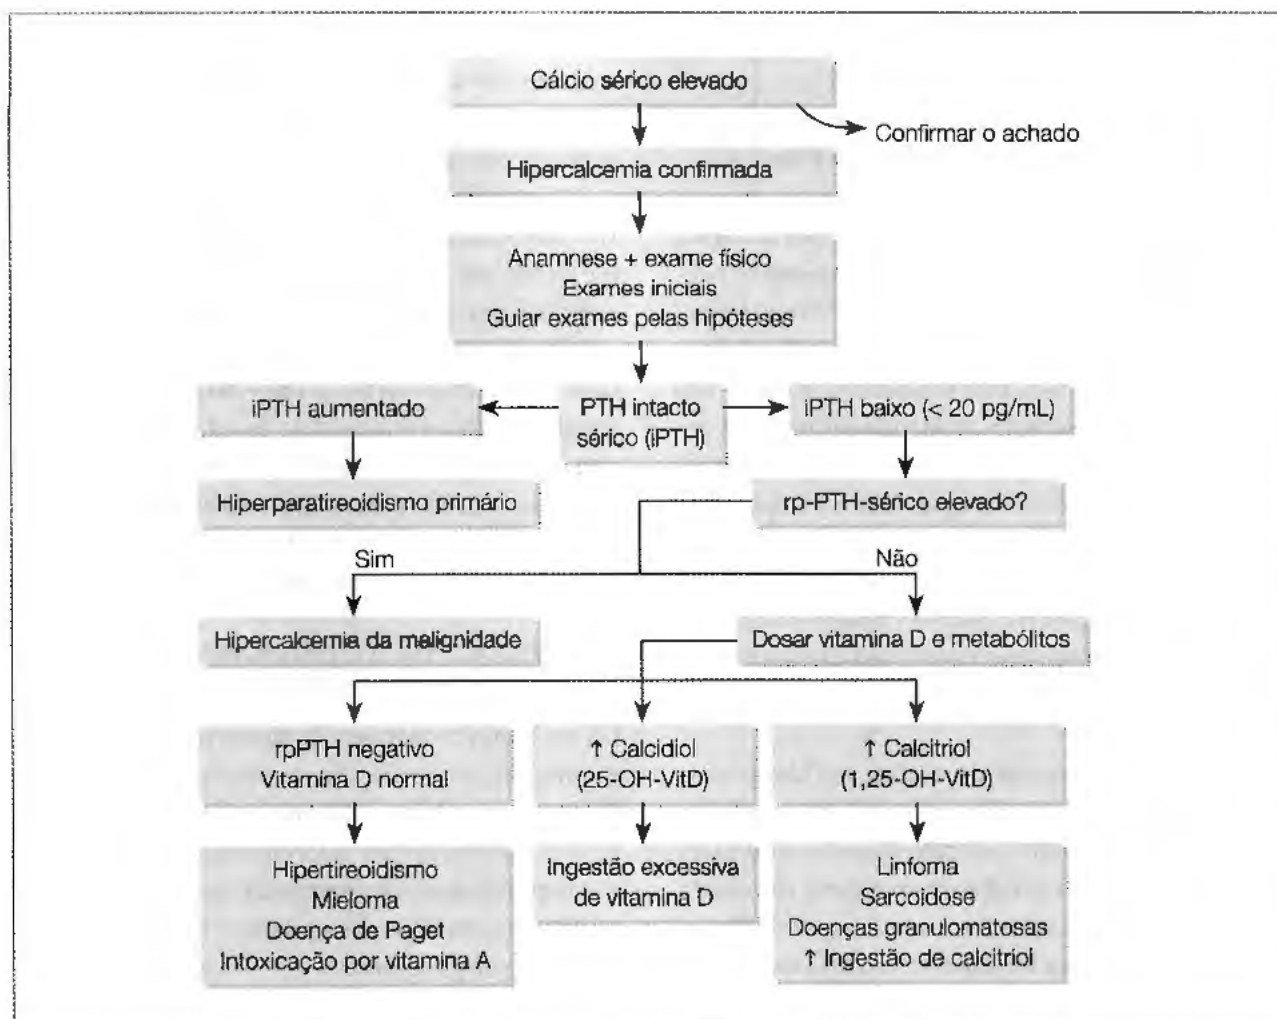 Cálcio sérico elevado
Confirmar o achado
Hipercalcemia confirmada
Anamnese + exame físico
Exames iniciais
Guiar exames pelas hipóteses
iPTH aumentado
PTH intacto
sérico (iPTH)
iPTH baixo (< 20 pg/mL)
Hiperparatireoidismo primário
rp-PTH-sérico elevado?
Sim
Não
Hipercalcemia da malignidade
Dosar vitamina D e metabólitos
rpPTH negativo
Vitamina D normal
↑ Calcidiol
(25-OH-VitD)
↑ Calcitriol
(1,25-OH-VitD)
Hipertireoidismo
Mieloma
Doença de Paget
Intoxicação por vitamina A
Ingestão excessiva
de vitamina D
Linfoma
Sarcoidose
Doenças granulomatosas
↑ Ingestão de calcitriol